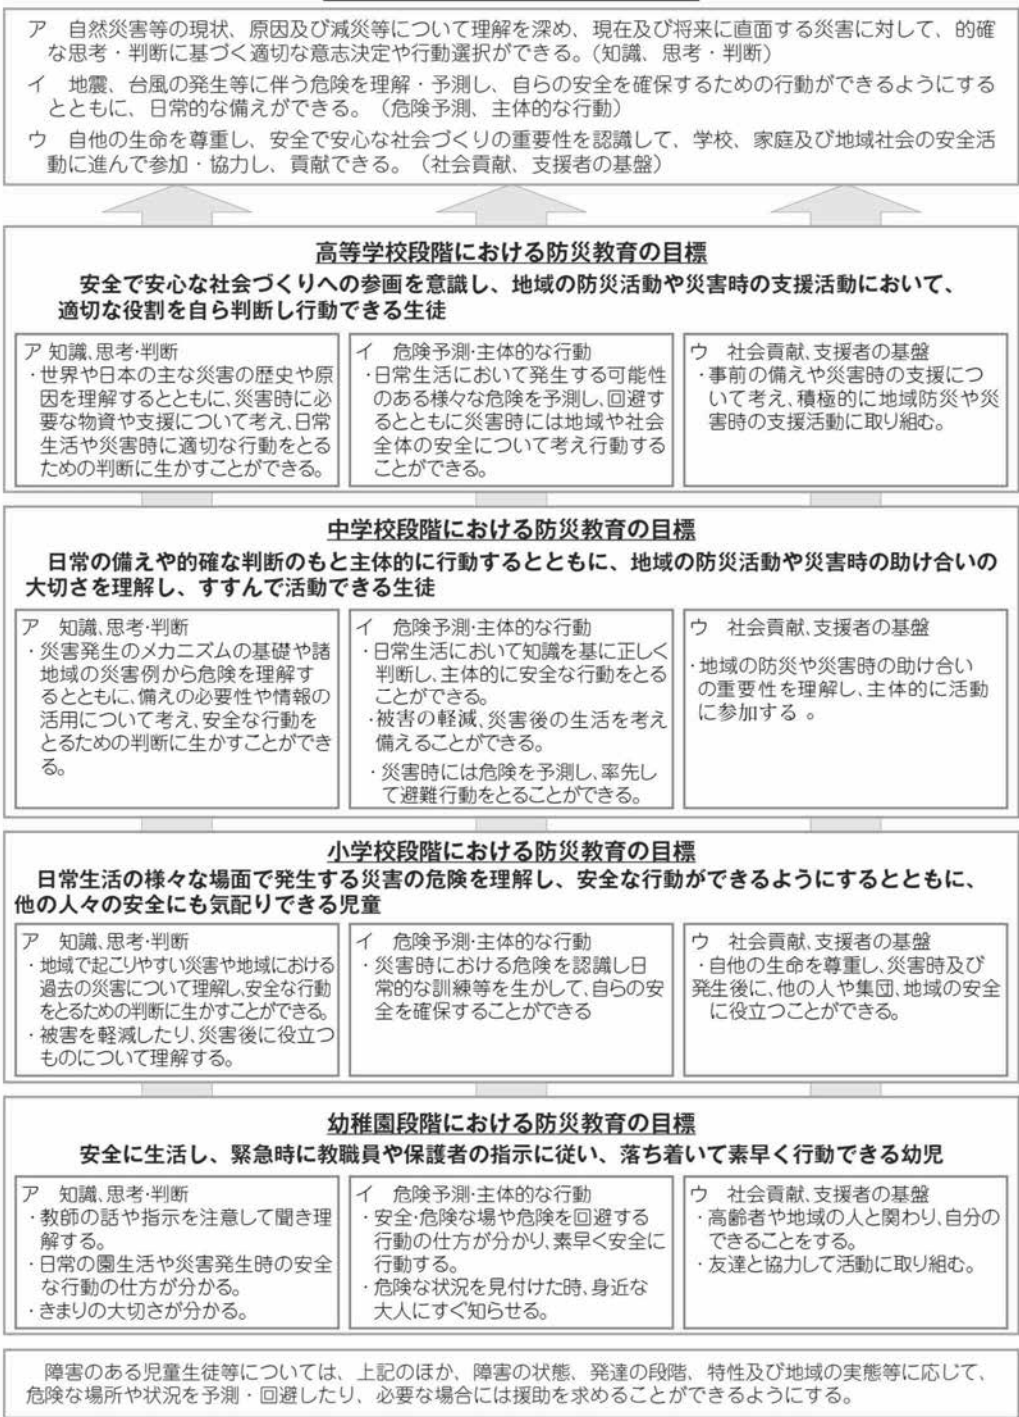 ア 自然災害等の現状、原因及び減災等について理解を深め、現在及び将来に直面する災害に対して、的確
な思考・判断に基づく適切な意志決定や行動選択ができる。(知識、思考・判断)
イ 地震、台風の発生等に伴う危険を理解・予測し、自らの安全を確保するための行動ができるようにする
とともに、日常的な備えができる。(危険予測、主体的な行動)
ウ 自他の生命を尊重し、安全で安心な社会づくりの重要性を認識して、学校、家庭及び地域社会の安全活
動に進んで参加・協力し、貢献できる。(社会貢献、支援者の基盤)
高等学校段階における防災教育の目標
安全で安心な社会づくりへの参画を意識し、地域の防災活動や災害時の支援活動において、
適切な役割を自ら判断し行動できる生徒
ア 知識、思考・判断
・世界や日本の主な災害の歴史や原
因を理解するとともに、災害時に必
要な物資や支援について考え、日常
生活や災害時に適切な行動をとる
ための判断に生かすことができる。
イ 危険予測・主体的な行動
・日常生活において発生する可能性
のある様々な危険を予測し、回避す
るとともに災害時には地域や社会
全体の安全について考え行動する
ことができる。
ウ 社会貢献、支援者の基盤
・事前の備えや災害時の支援につ
いて考え、積極的に地域防災や災
害時の支援活動に取り組む。
中学校段階における防災教育の目標
日常の備えや的確な判断のもと主体的に行動するとともに、地域の防災活動や災害時の助け合いの
大切さを理解し、すすんで活動できる生徒
ア 知識、思考・判断
・災害発生のメカニズムの基礎や諸
地域の災害例から危険を理解す
るとともに、備えの必要性や情報の
活用について考え、安全な行動を
とるための判断に生かすことができ
る。
イ 危険予測・主体的な行動
・日常生活において知識を基に正しく
判断し、主体的に安全な行動をとる
ことができる。
・被害の軽減、災害後の生活を考え
備えることができる。
・災害時には危険を予測し、率先し
て避難行動をとることができる。
ウ 社会貢献、支援者の基盤
・地域の防災や災害時の助け合い
の重要性を理解し、主体的に活動
に参加する 。
小学校段階における防災教育の目標
日常生活の様々な場面で発生する災害の危険を理解し、安全な行動ができるようにするとともに、
他の人々の安全にも気配りできる児童
ア 知識、思考・判断
・地域で起こりやすい災害や地域における
過去の災害について理解し、安全な行動
をとるための判断に生かすことができる。
・被害を軽減したり、災害後に役立つ
ものについて理解する。
イ 危険予測・主体的な行動
・災害時における危険を認識し日
常的な訓練等を生かして、自らの安
全を確保することができる
ウ 社会貢献、支援者の基盤
・自他の生命を尊重し、災害時及び
発生後に、他の人や集団、地域の安全
に役立つことができる。
幼稚園段階における防災教育の目標
安全に生活し、緊急時に教職員や保護者の指示に従い、落ち着いて素早く行動できる幼児
ア 知識、思考・判断
・教師の話や指示を注意して聞き理
解する。
・日常の園生活や災害発生時の安全
な行動の仕方が分かる。
・きまりの大切さが分かる。
イ 危険予測・主体的な行動
・安全・危険な場や危険を回避する
行動の仕方が分かり、素早く安全に
行動する。
・危険な状況を見付けた時、身近な
大人にすぐ知らせる。
ウ 社会貢献、支援者の基盤
・高齢者や地域の人と関わり、自分の
できることをする。
・友達と協力して活動に取り組む。
障害のある児童生徒等については、上記のほか、障害の状態、発達の段階、特性及び地域の実態等に応じて、
危険な場所や状況を予測・回避したり、必要な場合には援助を求めることができるようにする。